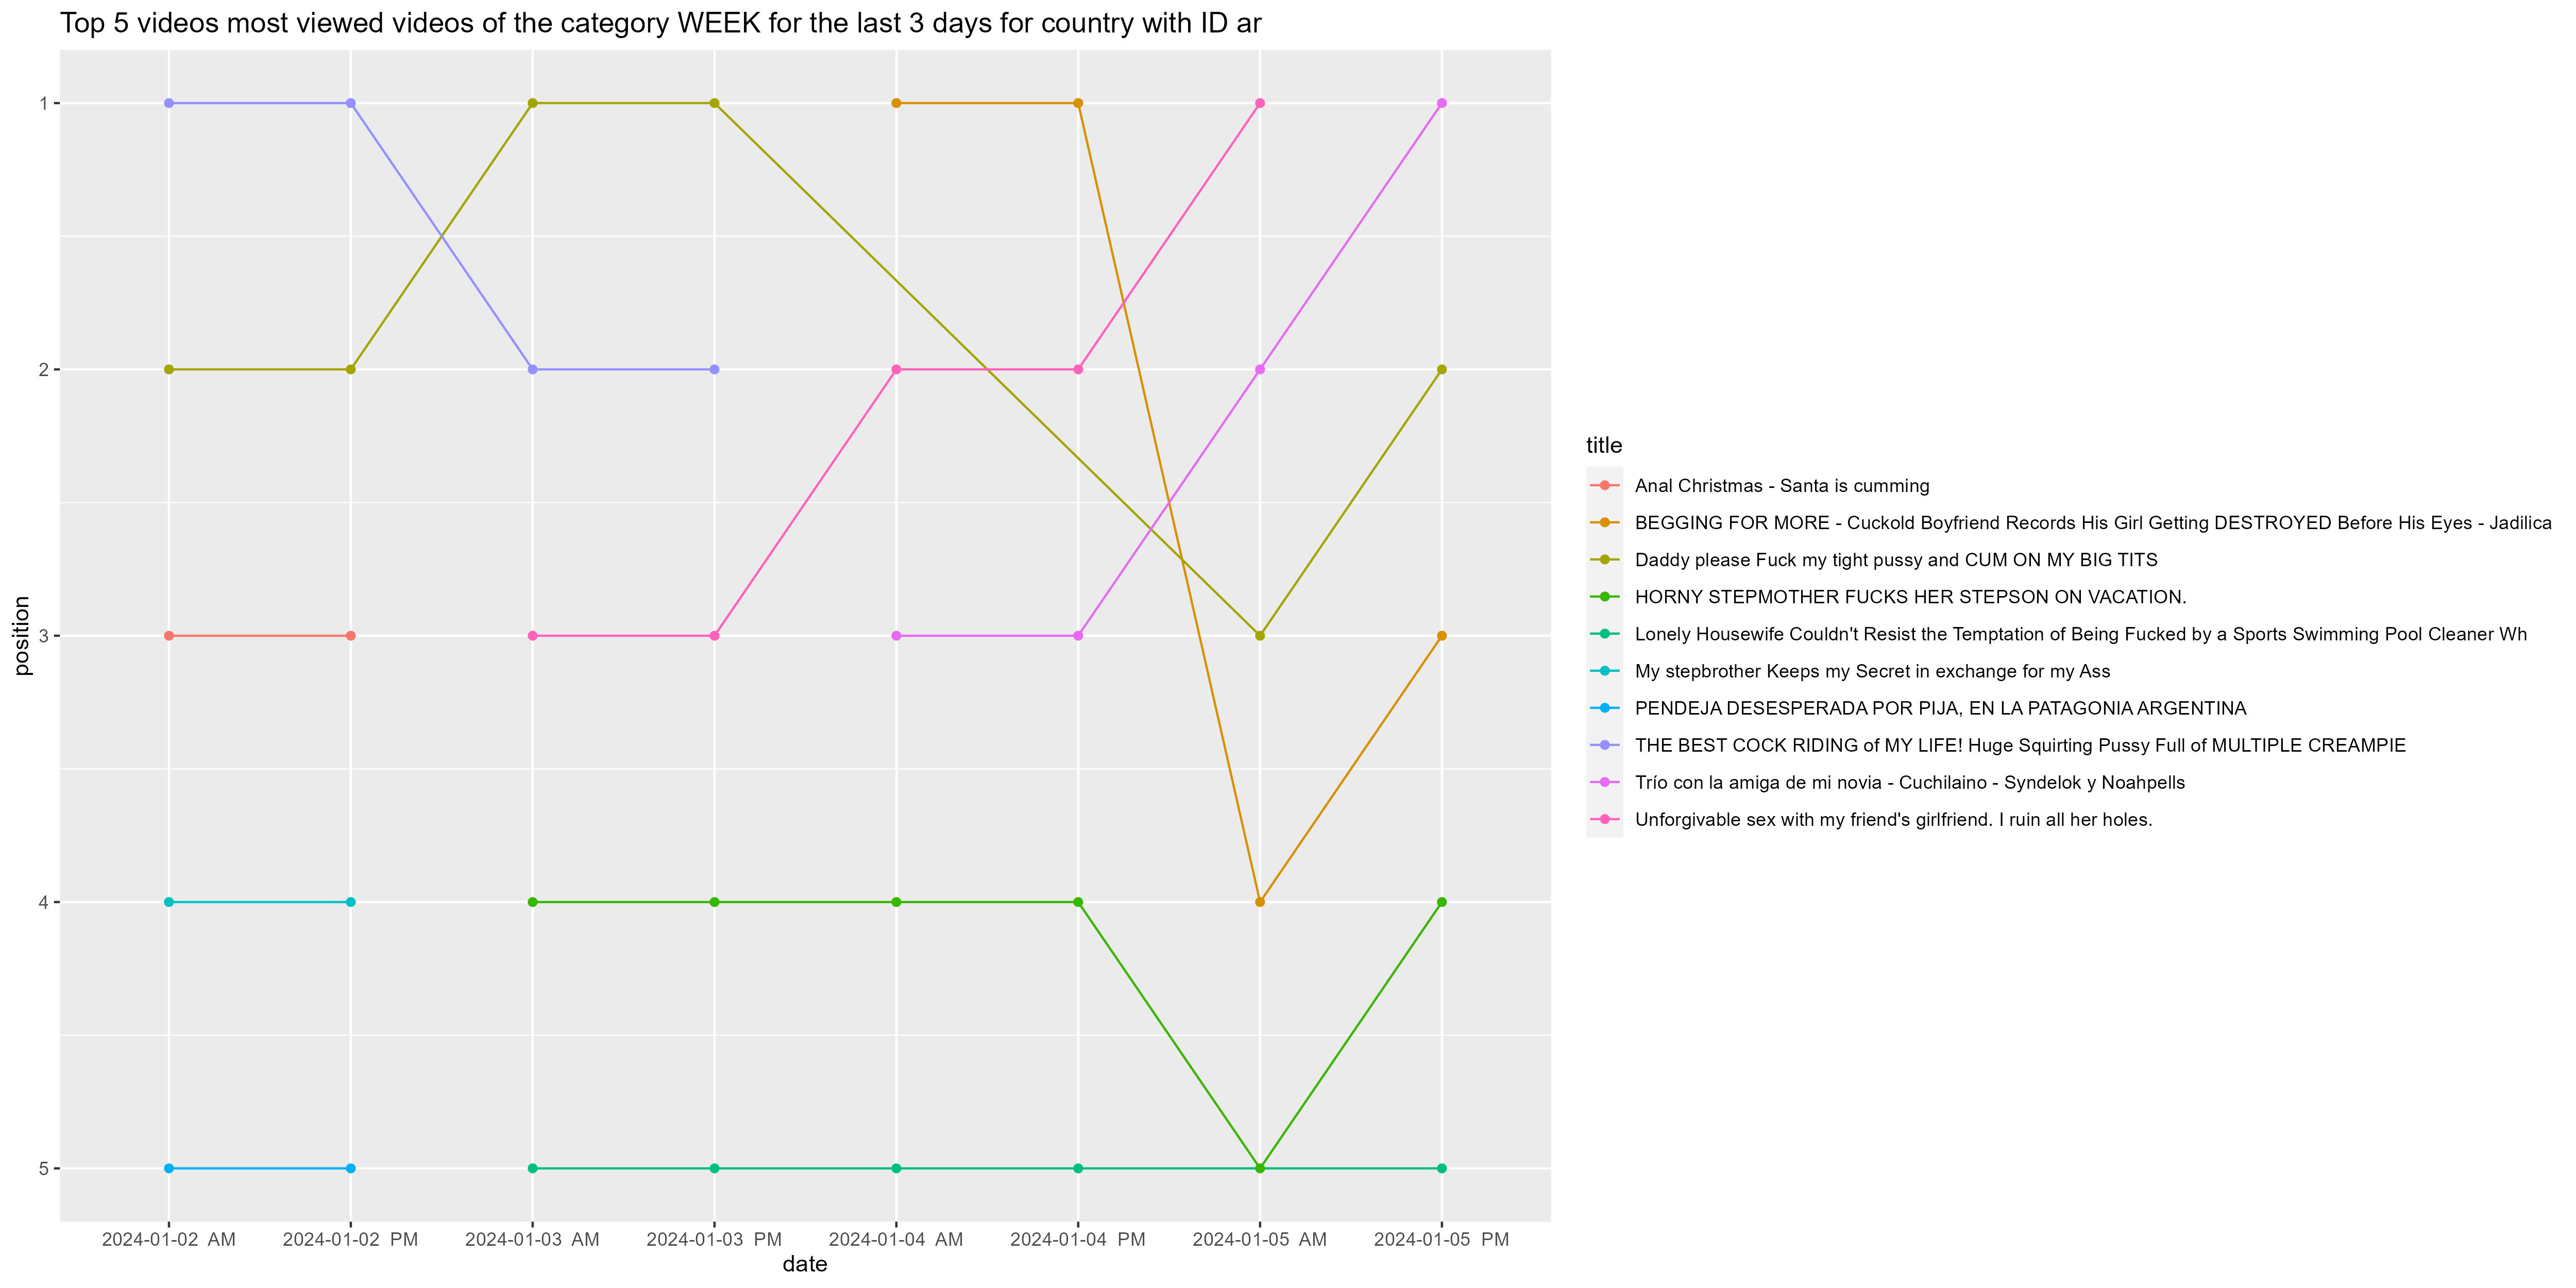 Top 5 videos most viewed videos of the category WEEK for the last 3 days for country with ID ar
position
1
2
3
4
5
2024-01-02 AM
2024-01-02 PM
2024-01-03 AM
2024-01-03 PM
2024-01-04 AM
2024-01-04 PM
2024-01-05 AM
2024-01-05 PM
date
title
Anal Christmas - Santa is cumming
BEGGING FOR MORE - Cuckold Boyfriend Records His Girl Getting DESTROYED Before His Eyes - Jadilica
Daddy please Fuck my tight pussy and CUM ON MY BIG TITS
HORNY STEPMOTHER FUCKS HER STEPSON ON VACATION.
Lonely Housewife Couldn't Resist the Temptation of Being Fucked by a Sports Swimming Pool Cleaner Wh
My stepbrother Keeps my Secret in exchange for my Ass
PENDEJA DESESPERADA POR PIJA, EN LA PATAGONIA ARGENTINA
THE BEST COCK RIDING of MY LIFE! Huge Squirting Pussy Full of MULTIPLE CREAMPIE
Trío con la amiga de mi novia - Cuchilaino - Syndelok y Noahpells
Unforgivable sex with my friend's girlfriend. I ruin all her holes.